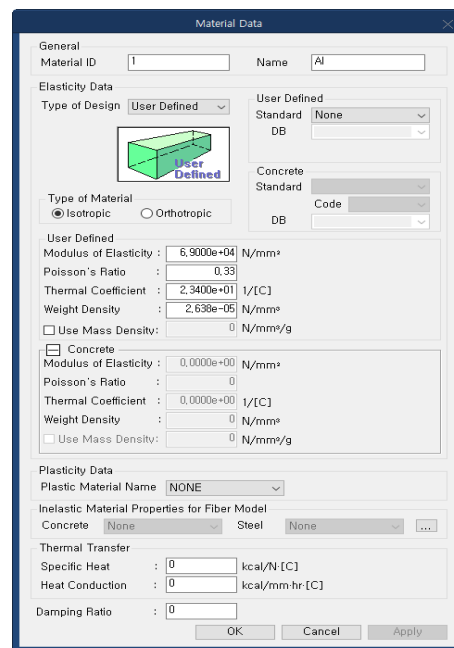 Material Data
General
Material ID 1 Name Al
Elasticity Data
Type of Design User Defined
User Defined
Standard None
DB
User
Defined
Concrete
Standard
Code
DB
Type of Material
Isotropic Orthotropic
User Defined
Modulus of Elasticity : 6,9000e+04 N/mm²
Poisson's Ratio : 0,33
Thermal Coefficient : 2,3400e+01 1/[C]
Weight Density : 2,638e-05 N/mm³
Use Mass Density: 0 N/mm³/g
Concrete
Modulus of Elasticity : 0,0000e+00 N/mm²
Poisson's Ratio : 0
Thermal Coefficient : 0,0000e+00 1/[C]
Weight Density : 0 N/mm³
Use Mass Density: 0 N/mm³/g
Plasticity Data
Plastic Material Name NONE
Inelastic Material Properties for Fiber Model
Concrete None Steel None ...
Thermal Transfer
Specific Heat : 0 kcal/N·[C]
Heat Conduction : 0 kcal/mm·hr·[C]
Damping Ratio : 0
OK Cancel Apply